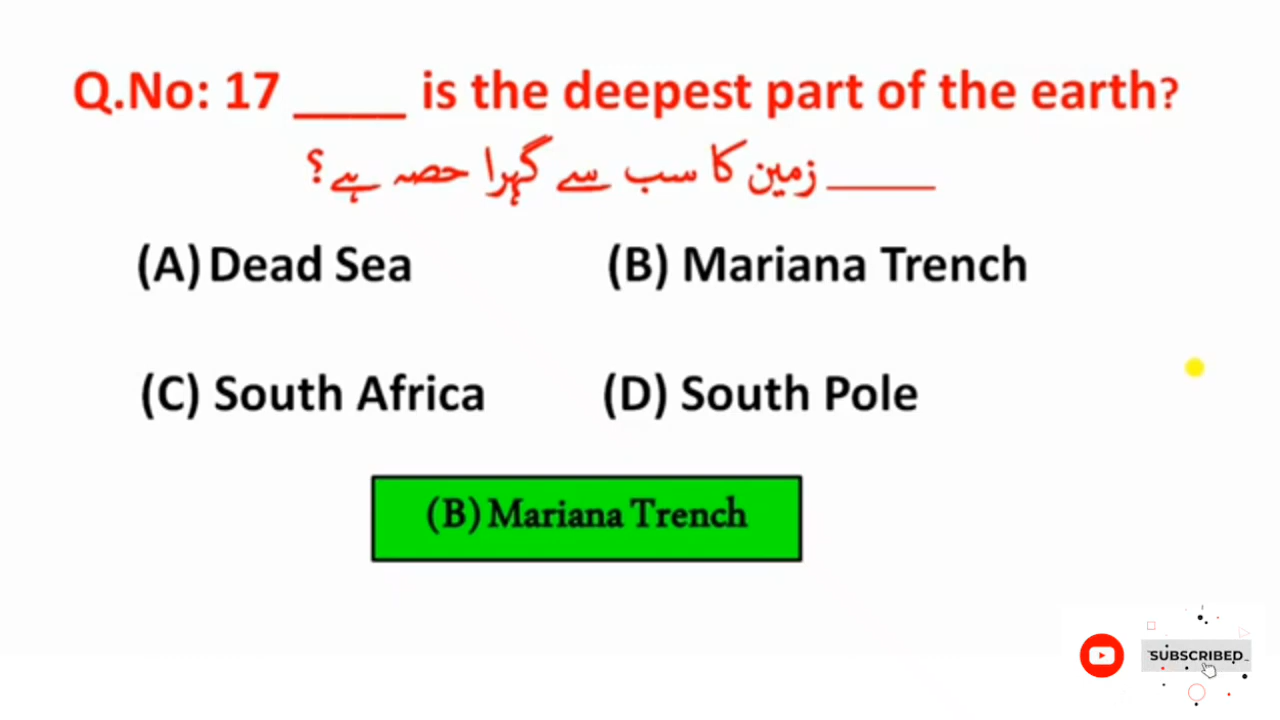 Q.No: 17 ____ is the deepest part of the earth?
____ زمین کا سب سے گہرا حصہ ہے؟
(A) Dead Sea (B) Mariana Trench
(C) South Africa (D) South Pole
(B) Mariana Trench
SUBSCRIBED